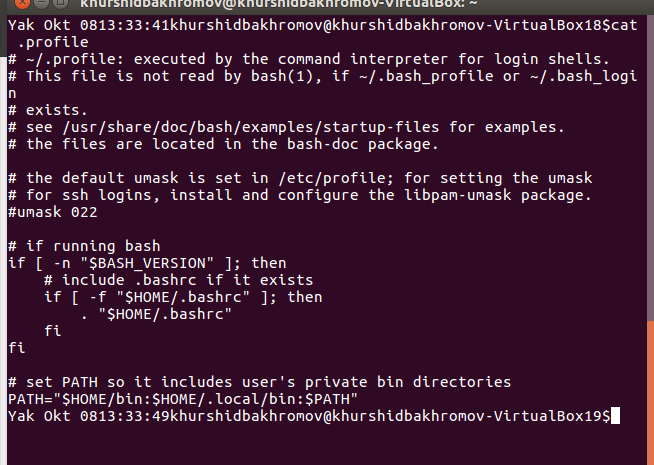 khurshidbakhromov@khurshidbakhromov-VirtualBox: ~
Yak Okt 0813:33:41khurshidbakhromov@khurshidbakhromov-VirtualBox18$cat
 .profile
# ~/.profile: executed by the command interpreter for login shells.
# This file is not read by bash(1), if ~/.bash_profile or ~/.bash_logi
n
# exists.
# see /usr/share/doc/bash/examples/startup-files for examples.
# the files are located in the bash-doc package.

# the default umask is set in /etc/profile; for setting the umask
# for ssh logins, install and configure the libpam-umask package.
#umask 022

# if running bash
if [ -n "$BASH_VERSION" ]; then
    # include .bashrc if it exists
    if [ -f "$HOME/.bashrc" ]; then
        . "$HOME/.bashrc"
    fi
fi

# set PATH so it includes user's private bin directories
PATH="$HOME/bin:$HOME/.local/bin:$PATH"
Yak Okt 0813:33:49khurshidbakhromov@khurshidbakhromov-VirtualBox19$